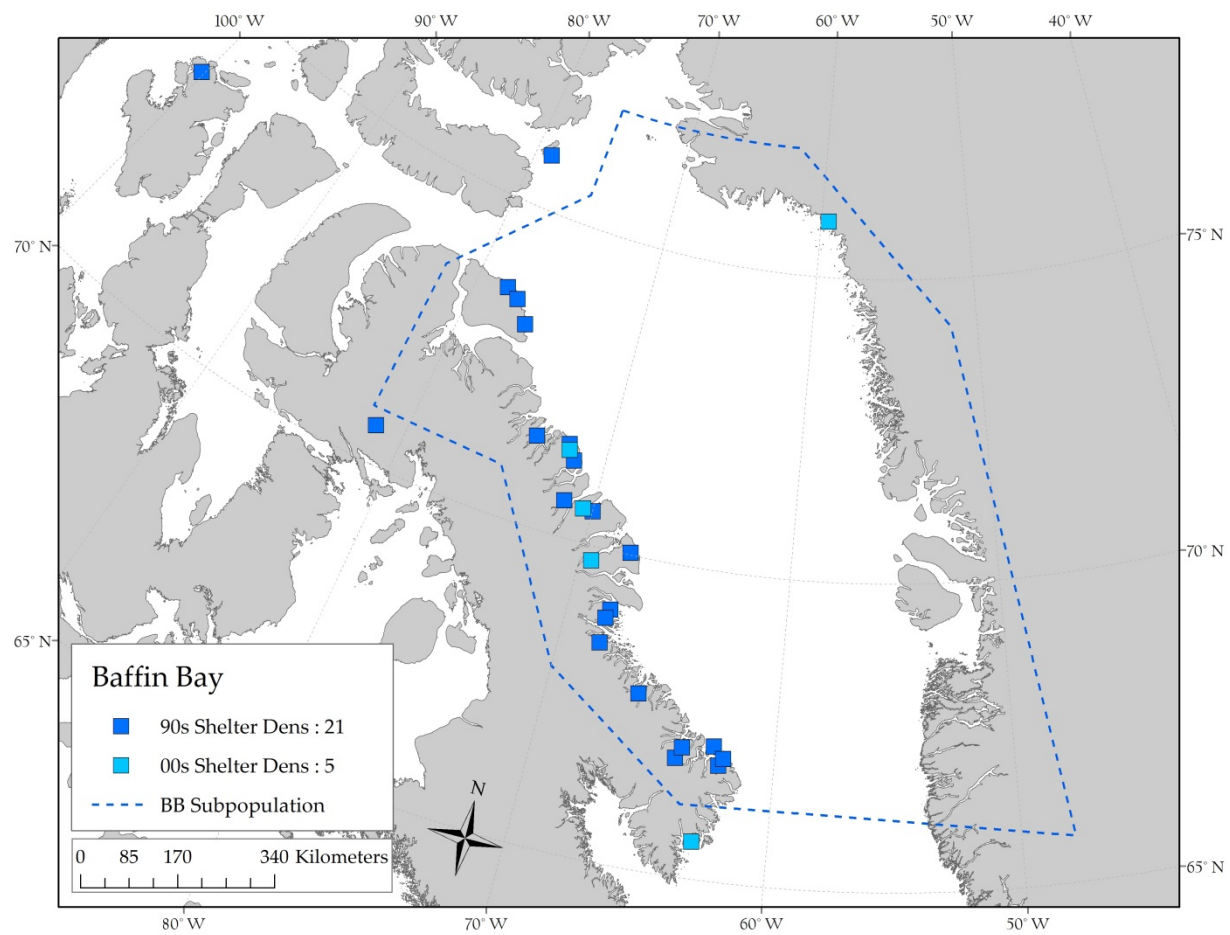 100° W 90° W 80° W 70° W 60° W 50° W 40° W
70° N
75° N
70° N
65° N
65° N
Baffin Bay
90s Shelter Dens : 21
00s Shelter Dens : 5
BB Subpopulation
N
0 85 170 340 Kilometers
80° W 70° W 60° W 50° W